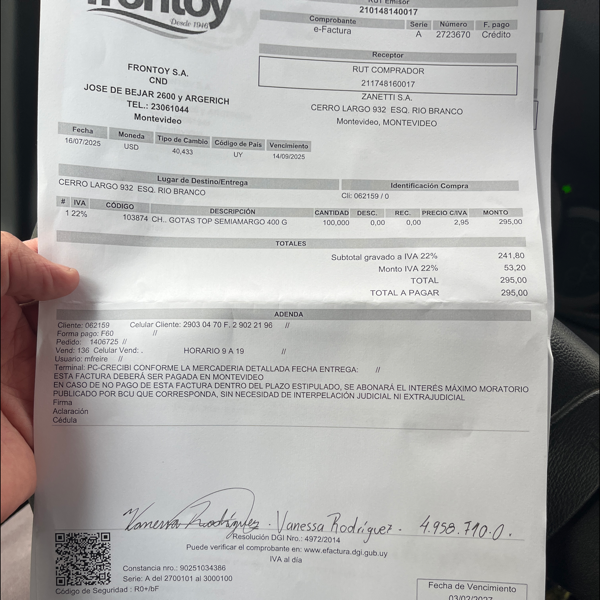 frontoy
Desde 1946
RUT Emisor
210148140017
Comprobante Serie Número F. pago
e-Factura A 2723670 Crédito
Receptor
RUT COMPRADOR
211748160017
ZANETTI S.A.
CERRO LARGO 932 ESQ. RIO BRANCO
Montevideo, MONTEVIDEO
FRONTOY S.A.
CND
JOSE DE BEJAR 2600 y ARGERICH
TEL.: 23061044
Montevideo
Fecha Moneda Tipo de Cambio Código de País Vencimiento
16/07/2025 USD 40,433 UY 14/09/2025
Lugar de Destino/Entrega Identificación Compra
CERRO LARGO 932 ESQ. RIO BRANCO Cli: 062159 / 0
# IVA CÓDIGO DESCRIPCIÓN CANTIDAD DESC. REC. PRECIO C/IVA MONTO
1 22% 103874 CH.. GOTAS TOP SEMIAMARGO 400 G 100,000 0,00 0,00 2,95 295,00
TOTALES
Subtotal gravado a IVA 22% 241,80
Monto IVA 22% 53,20
TOTAL 295,00
TOTAL A PAGAR 295,00
ADENDA
Cliente: 062159 Celular Cliente: 2903 04 70 F. 2 902 21 96 //
Forma pago: F60 //
Pedido: 1406725 //
Vend: 136 Celular Vend: . HORARIO 9 A 19 //
Usuario: mfreire //
Terminal: PC-CRECIBI CONFORME LA MERCADERIA DETALLADA FECHA ENTREGA: //
ESTA FACTURA DEBERÁ SER PAGADA EN MONTEVIDEO
EN CASO DE NO PAGO DE ESTA FACTURA DENTRO DEL PLAZO ESTIPULADO, SE ABONARÁ EL INTERÉS MÁXIMO MORATORIO
PUBLICADO POR BCU QUE CORRESPONDA, SIN NECESIDAD DE INTERPELACIÓN JUDICIAL NI EXTRAJUDICIAL
Firma
Aclaración
Cédula
Vanessa Rodríguez - Vanessa Rodríguez - 4.958.710-0.
Resolución DGI Nro.: 4972/2014
Puede verificar el comprobante en: www.efactura.dgi.gub.uy
IVA al día
Constancia nro.: 90251034386
Serie: A del 2700101 al 3000100
Código de Seguridad : R0+/bF
Fecha de Vencimiento
03/02/2027